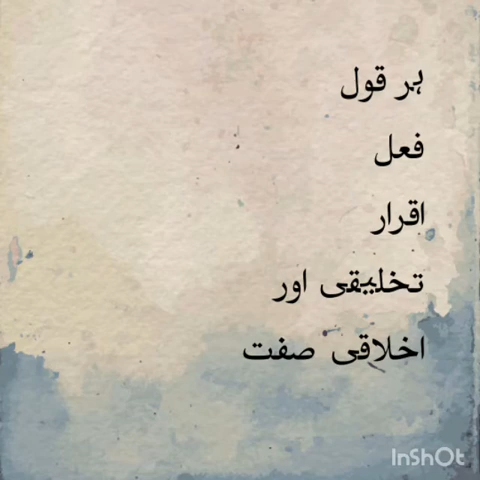 ہر قول
فعل
اقرار
تخلیقی اور
اخلاقی صفت
InShOt